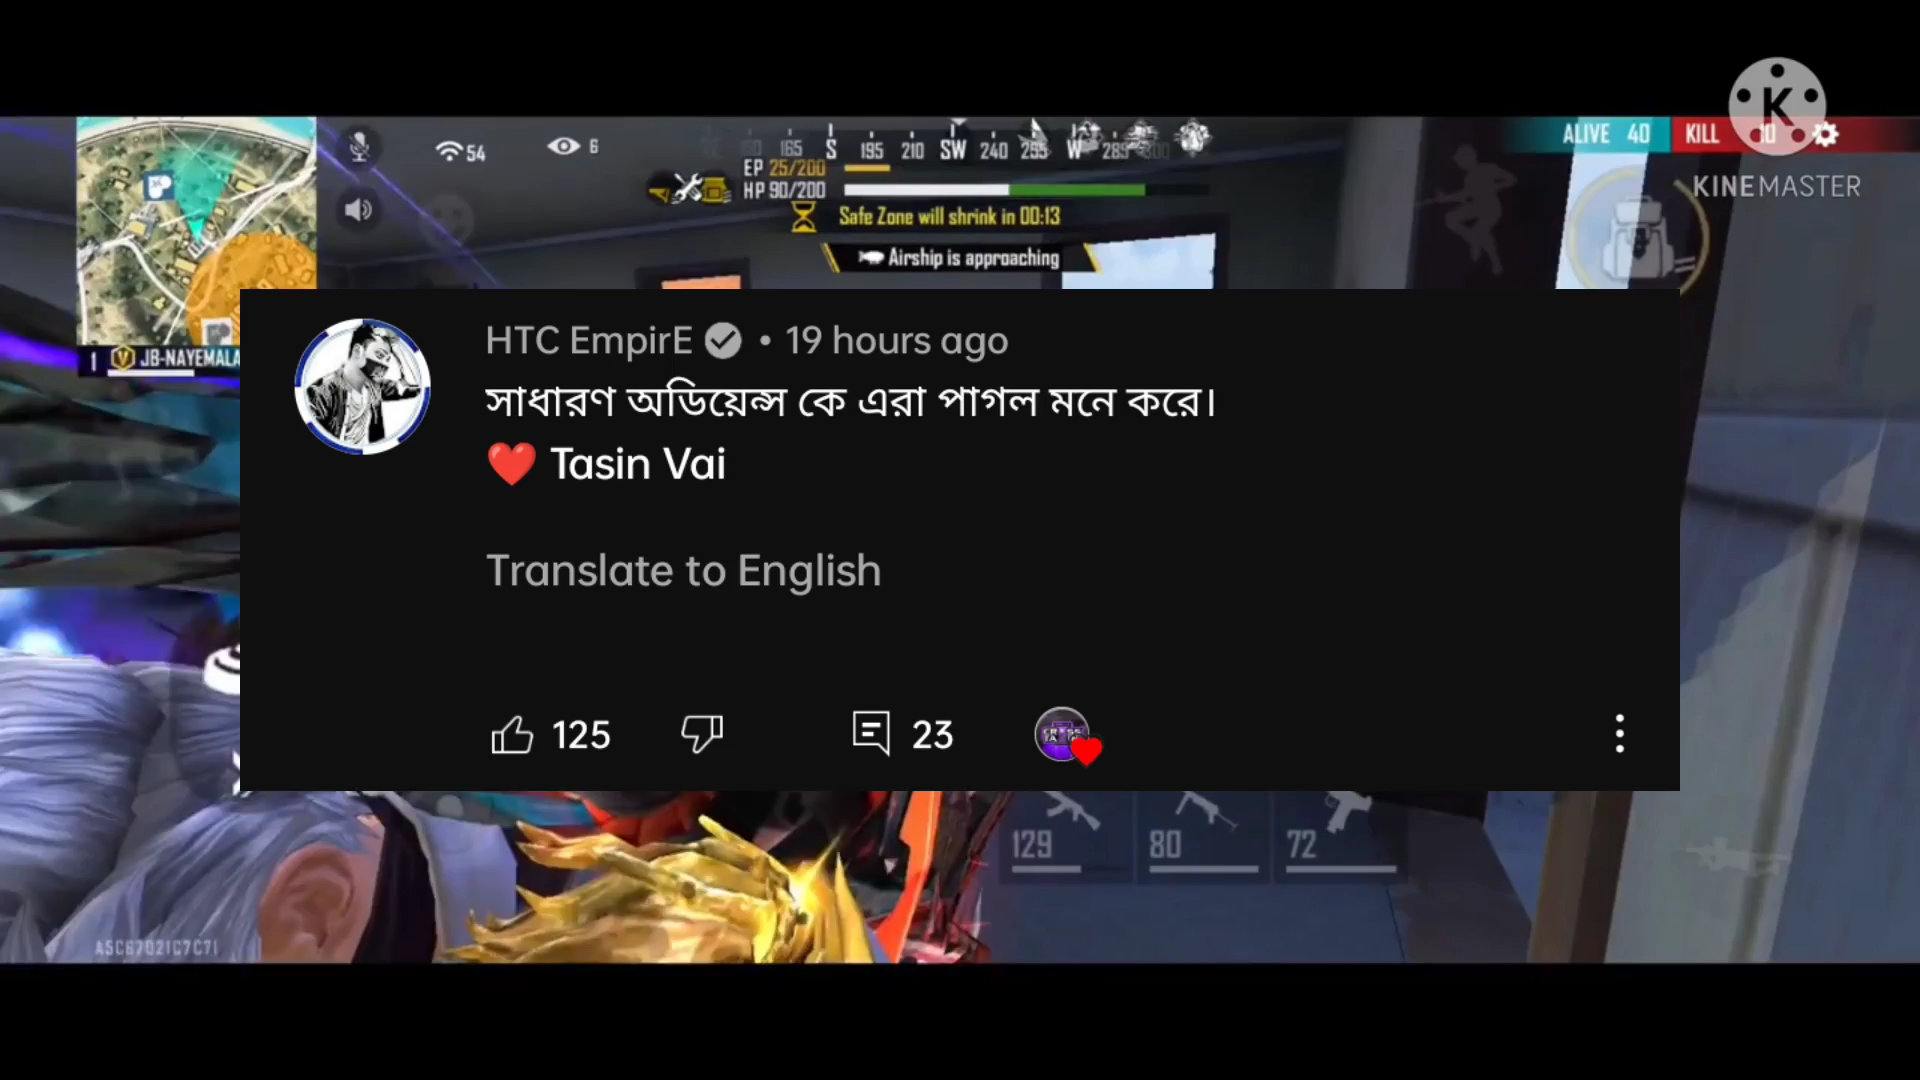 54
6
165 S 195 210 SW 240 255 W 285 300
ALIVE 40 KILL
KINEMASTER
EP 25/200
HP 90/200
Safe Zone will shrink in 00:13
Airship is approaching
1 V JB-NAYEMALA
HTC EmpirE • 19 hours ago
সাধারণ অডিয়েন্স কে এরা পাগল মনে করে।
❤️ Tasin Vai
Translate to English
125
23
129 80 72